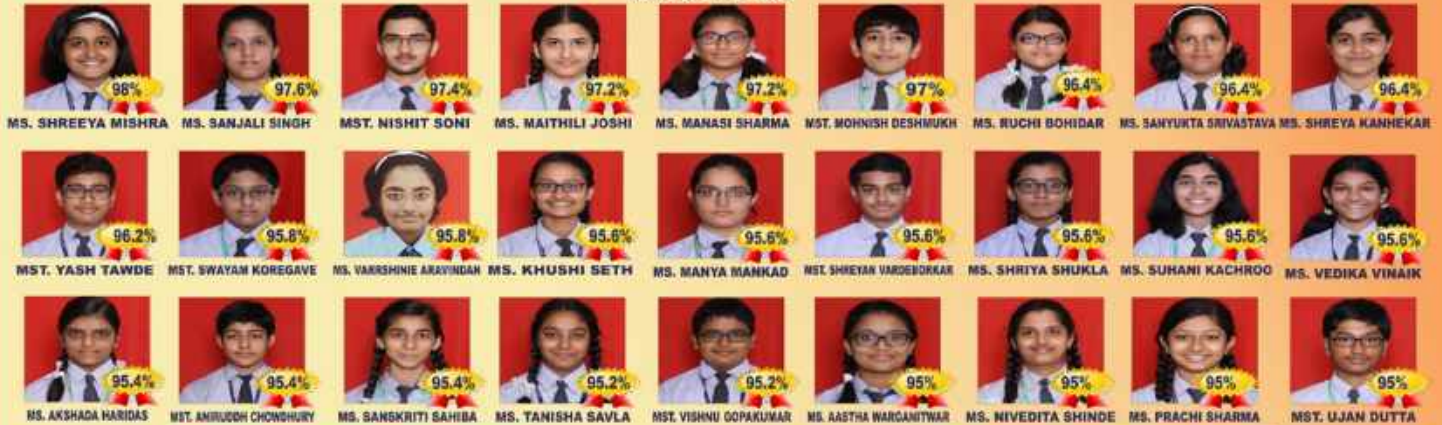 98% 97.6% 97.4% 97.2% 97.2% 97% 96.4% 96.4% 96.4%
MS. SHREEYA MISHRA MS. SANJALI SINGH MST. NISHIT SONI MS. MAITHILI JOSHI MS. MANASI SHARMA MST. MOHNISH DESHMUKH MS. RUCHI BOHIDAR MS. SANYUKTA SRIVASTAVA MS. SHREYA KANHEKAR
96.2% 95.8% 95.8% 95.6% 95.6% 95.6% 95.6% 95.6% 95.6%
MST. YASH TAWDE MST. SWAYAM KOREGAVE MS. VARRSHINIE ARAVINDAN MS. KHUSHI SETH MS. MANYA MANKAD MST. SHREYAN VARDEBORKAR MS. SHRIYA SHUKLA MS. SUHANI KACHROO MS. VEDIKA VINAIK
95.4% 95.4% 95.4% 95.2% 95.2% 95% 95% 95% 95%
MS. AKSHADA HARIDAS MST. ANIRUDDH CHOWDHURY MS. SANSKRITI SAHIBA MS. TANISHA SAVLA MST. VISHNU GOPAKUMAR MS. AASTHA WARGANITWAR MS. NIVEDITA SHINDE MS. PRACHI SHARMA MST. UJAN DUTTA